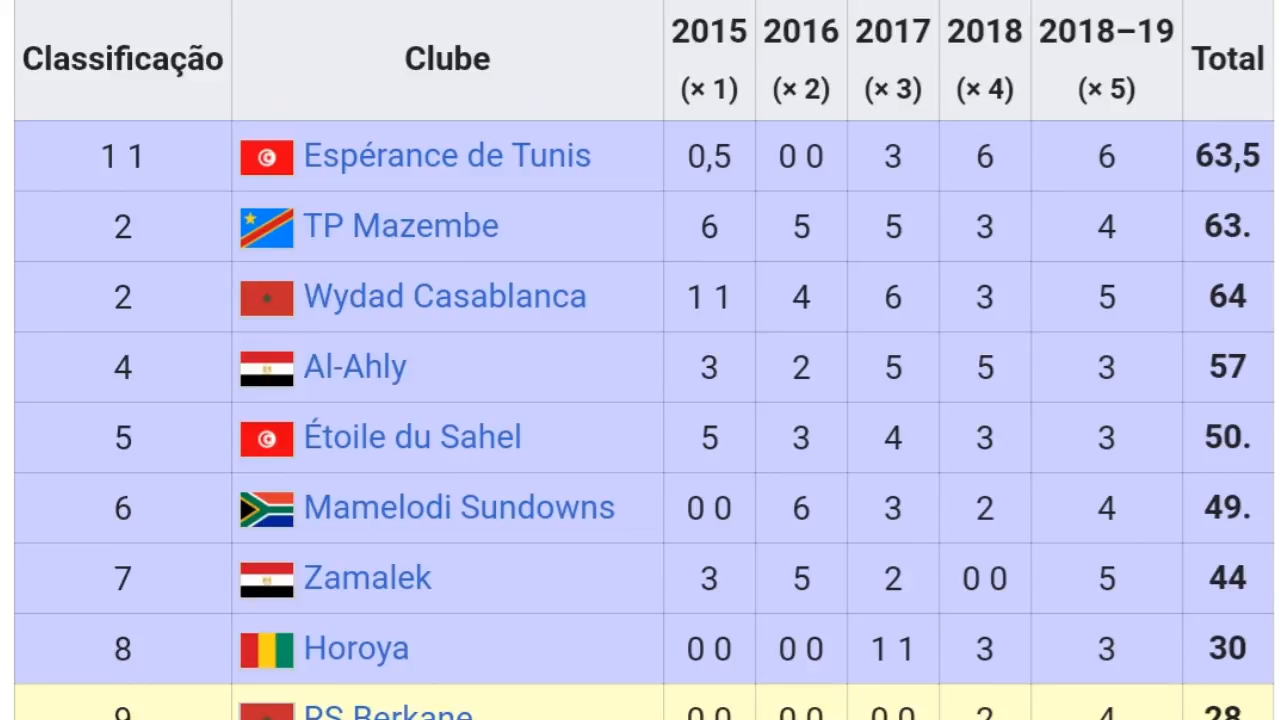 Classificação Clube 2015 (× 1) 2016 (× 2) 2017 (× 3) 2018 (× 4) 2018–19 (× 5) Total
1 1 Espérance de Tunis 0,5 0 0 3 6 6 63,5
2 TP Mazembe 6 5 5 3 4 63.
2 Wydad Casablanca 1 1 4 6 3 5 64
4 Al-Ahly 3 2 5 5 3 57
5 Étoile du Sahel 5 3 4 3 3 50.
6 Mamelodi Sundowns 0 0 6 3 2 4 49.
7 Zamalek 3 5 2 0 0 5 44
8 Horoya 0 0 0 0 1 1 3 3 30
9 RS Berkane 0 0 0 0 0 0 2 4 28